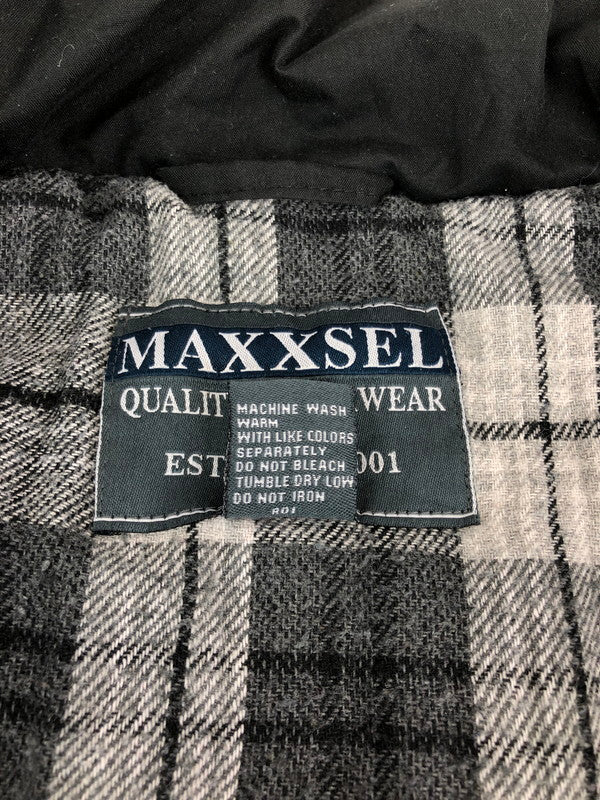 MAXXSEL
QUALIT WEAR
EST 001
MACHINE WASH
WARM
WITH LIKE COLORS
SEPARATELY
DO NOT BLEACH
TUMBLE DRY LOW
DO NOT IRON